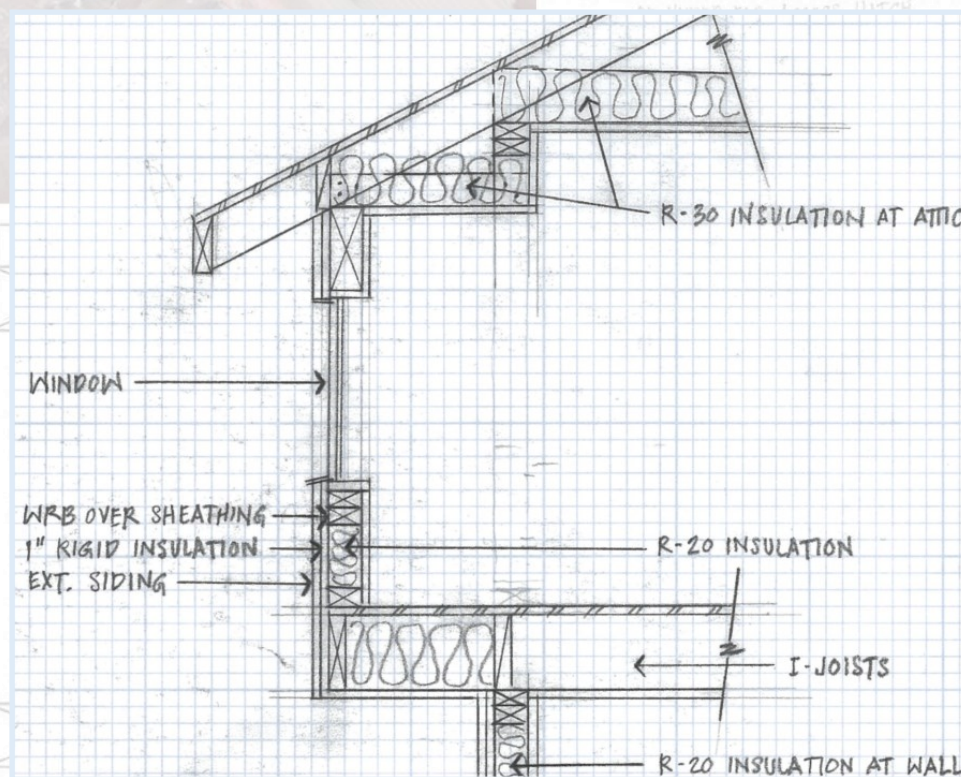 R-30 INSULATION AT ATTIC
WINDOW
WRB OVER SHEATHING
1" RIGID INSULATION
EXT. SIDING
R-20 INSULATION
I-JOISTS
R-20 INSULATION AT WALL